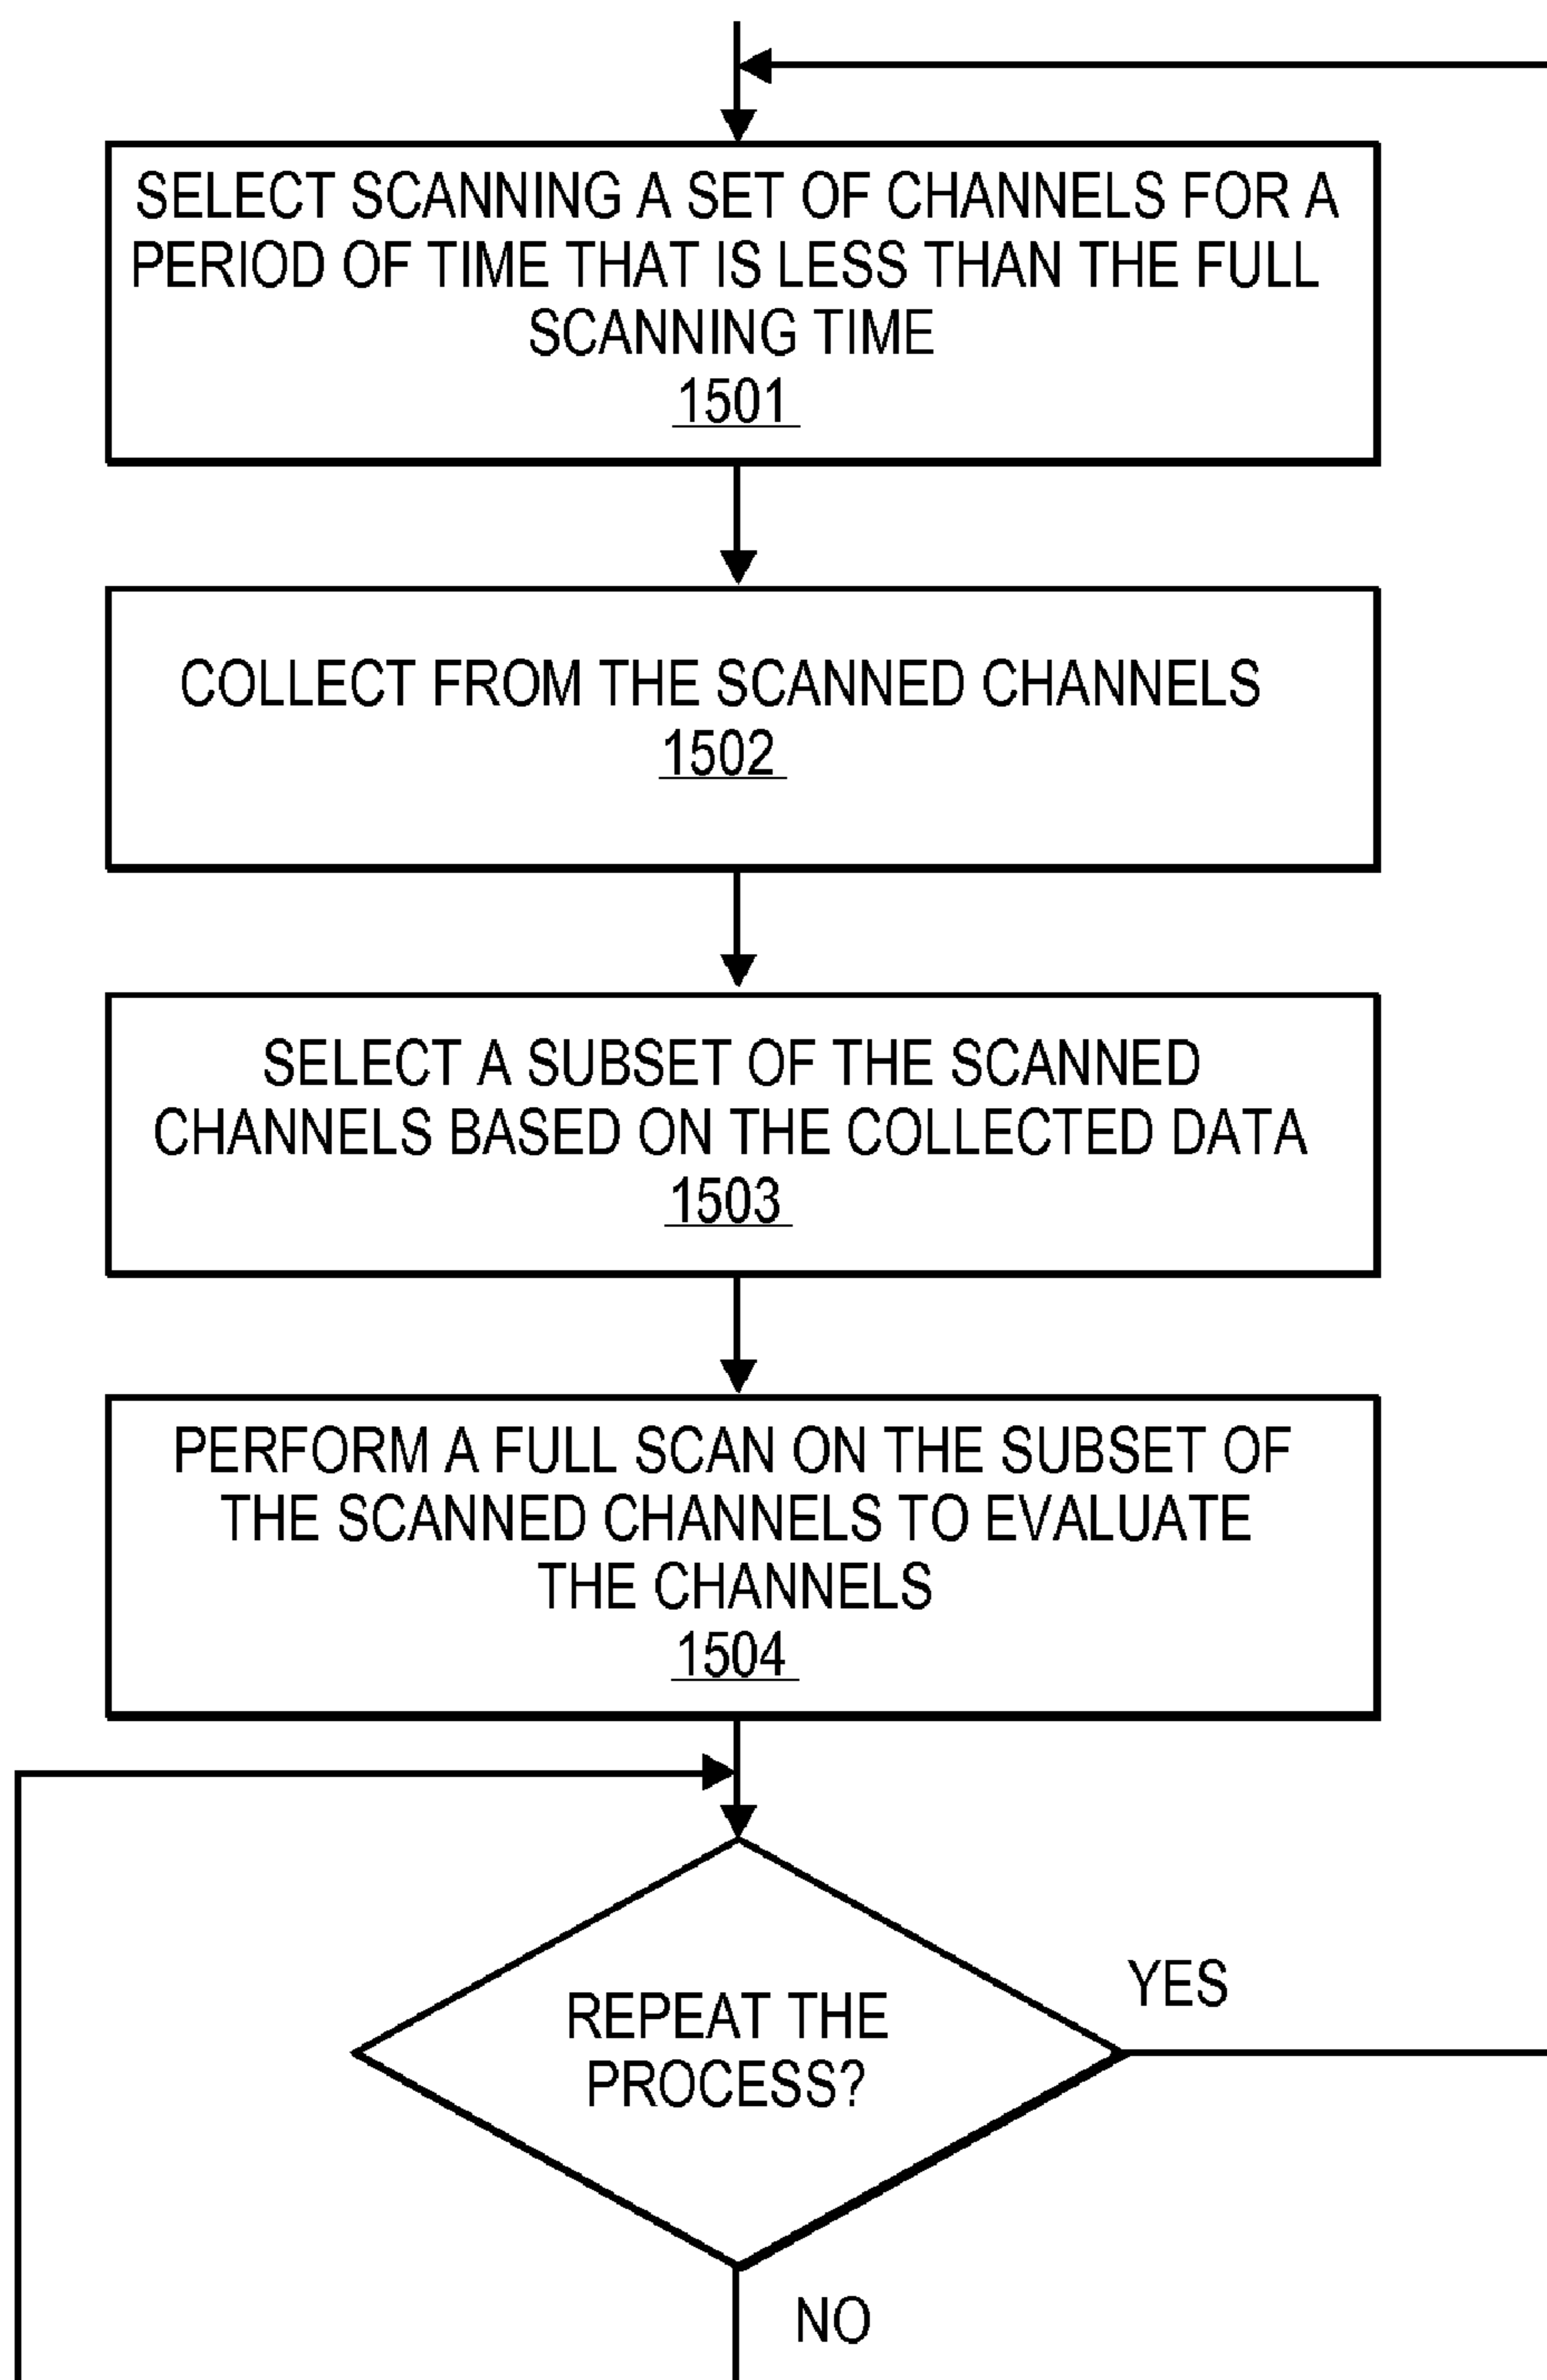 SELECT SCANNING A SET OF CHANNELS FOR A
PERIOD OF TIME THAT IS LESS THAN THE FULL
SCANNING TIME
1501
COLLECT FROM THE SCANNED CHANNELS
1502
SELECT A SUBSET OF THE SCANNED
CHANNELS BASED ON THE COLLECTED DATA
1503
PERFORM A FULL SCAN ON THE SUBSET OF
THE SCANNED CHANNELS TO EVALUATE
THE CHANNELS
1504
YES
REPEAT THE
PROCESS?
NO